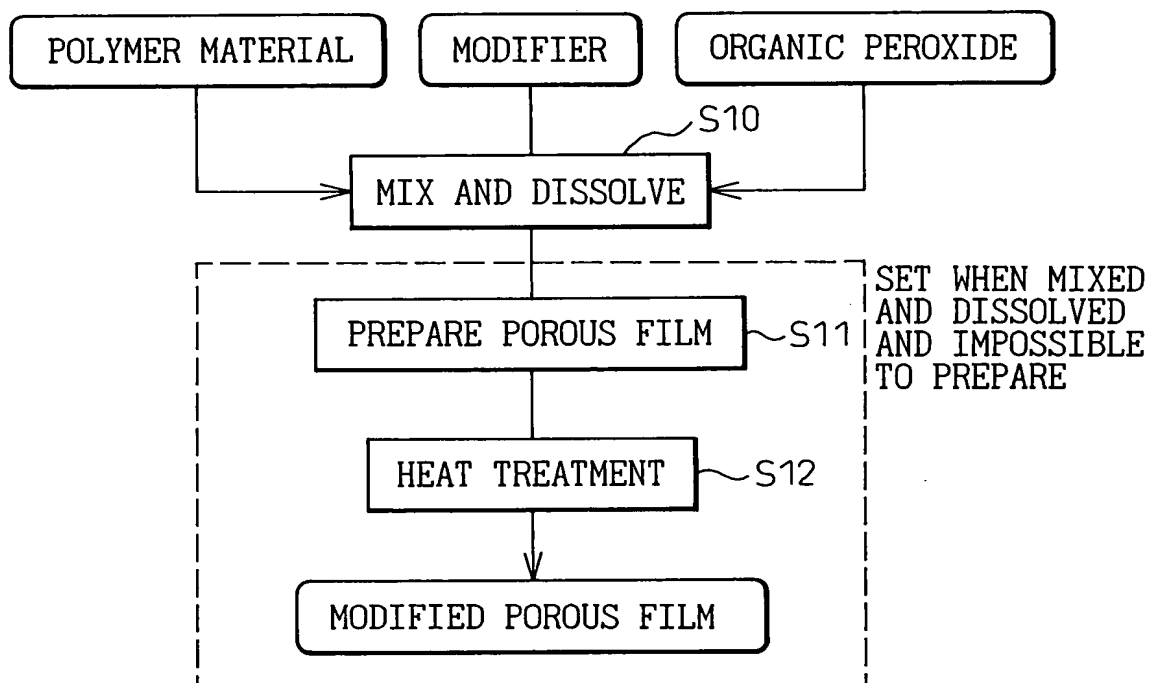 POLYMER MATERIAL
MODIFIER
ORGANIC PEROXIDE
S10
MIX AND DISSOLVE
SET WHEN MIXED
AND DISSOLVED
AND IMPOSSIBLE
TO PREPARE
PREPARE POROUS FILM
S11
HEAT TREATMENT
S12
MODIFIED POROUS FILM